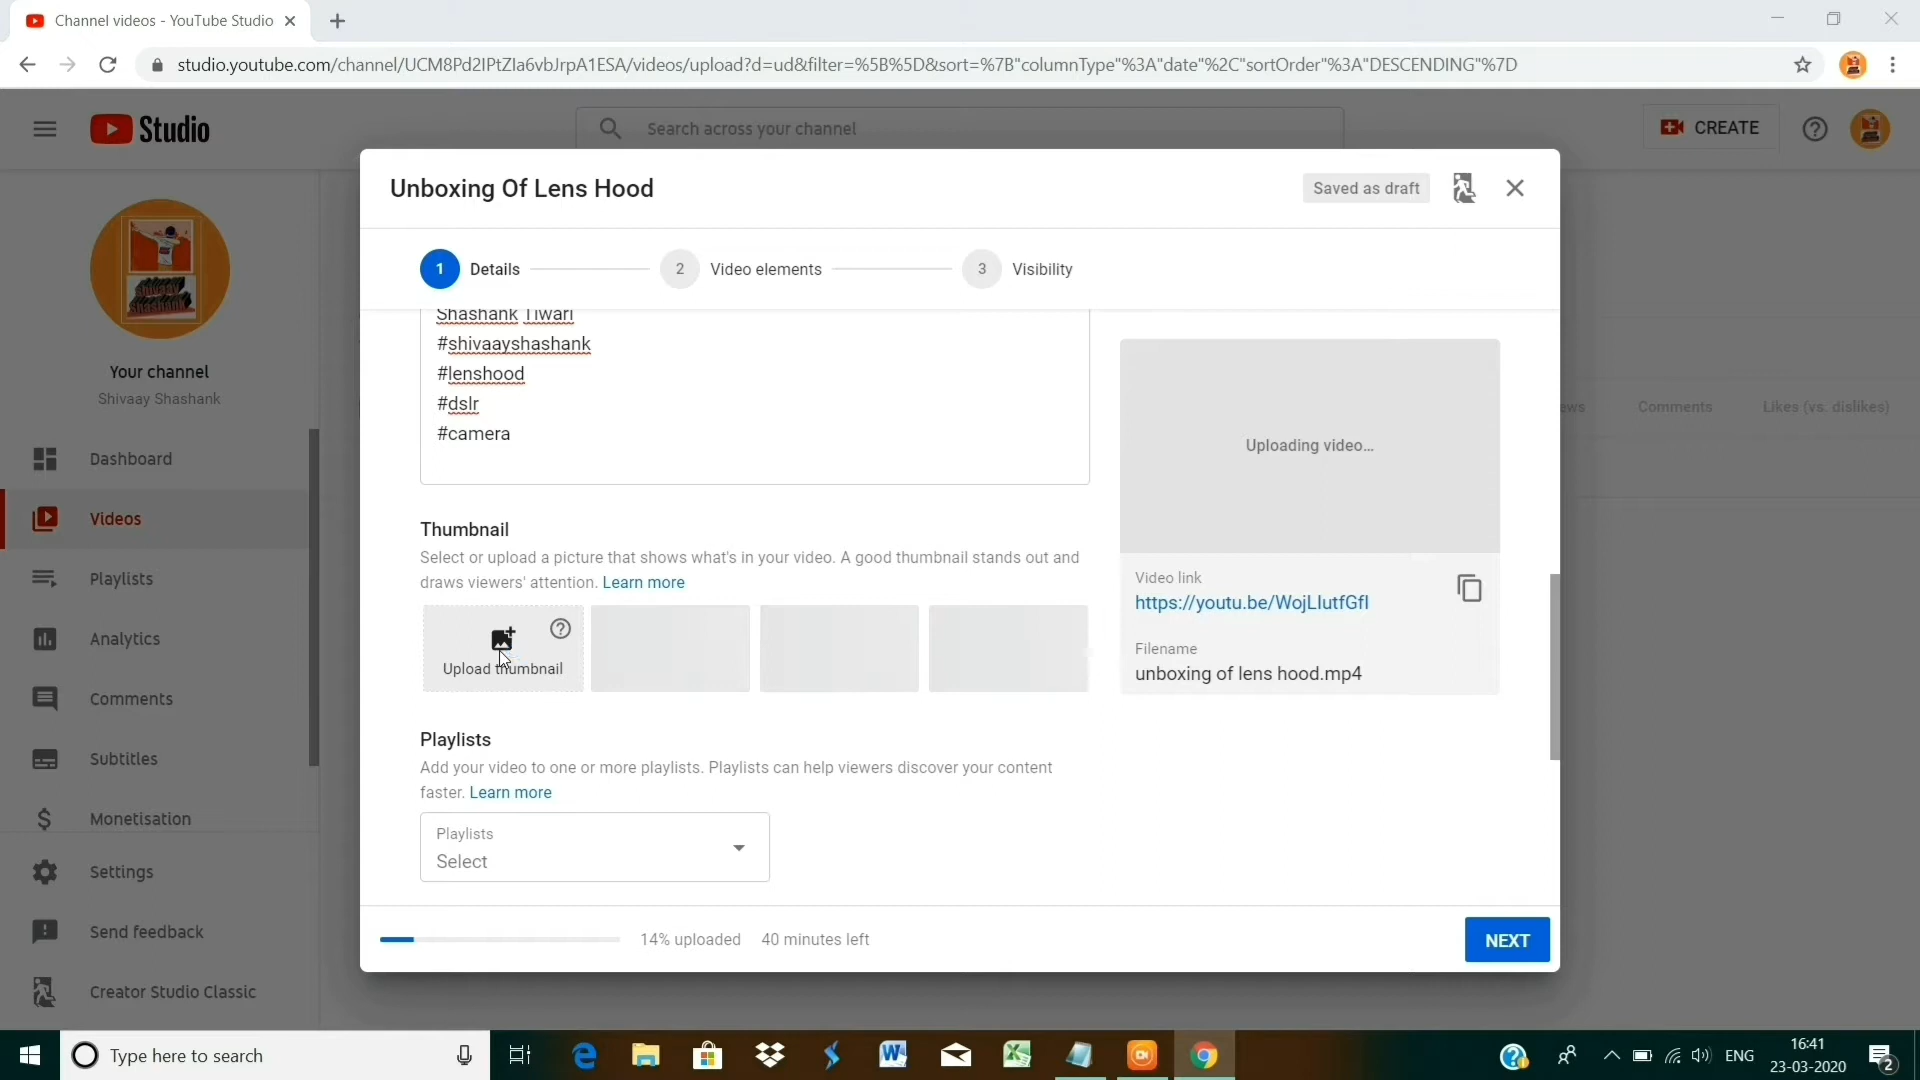 Channel videos - YouTube Studio
studio.youtube.com/channel/UCM8Pd2IPtZIa6vbJrpA1ESA/videos/upload?d=ud&filter=%5B%5D&sort=%7B"columnType"%3A"date"%2C"sortOrder"%3A"DESCENDING"%7D
Studio
Search across your channel
CREATE
Unboxing Of Lens Hood
Saved as draft
1 Details
2 Video elements
3 Visibility
Your channel
Shivaay Shashank
Dashboard
Videos
Playlists
Analytics
Comments
Subtitles
Monetisation
Settings
Send feedback
Creator Studio Classic
Shashank Tiwari
#shivaayshashank
#lenshood
#dslr
#camera
Thumbnail
Select or upload a picture that shows what's in your video. A good thumbnail stands out and
draws viewers' attention. Learn more
Upload thumbnail
Playlists
Add your video to one or more playlists. Playlists can help viewers discover your content
faster. Learn more
Playlists
Select
Uploading video...
Video link
https://youtu.be/WojLlutfGfI
Filename
unboxing of lens hood.mp4
Comments
Likes (vs. dislikes)
14% uploaded 40 minutes left
NEXT
Type here to search
ENG
16:41
23-03-2020
2